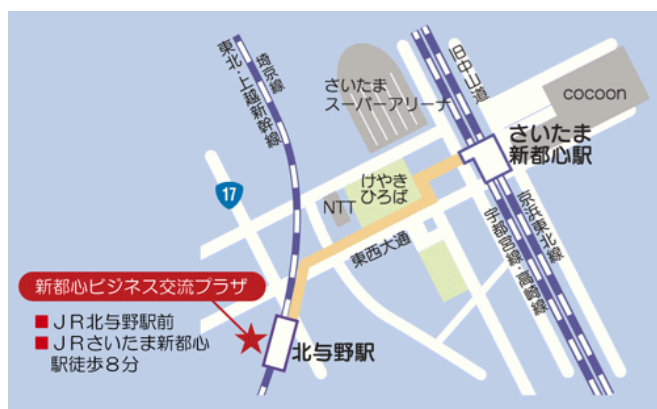 埼京線
東北・上越新幹線
さいたま
スーパーアリーナ
旧中山道
cocoon
さいたま
新都心駅
けやき
ひろば
NTT
17
東西大通
京浜東北線
宇都宮線・高崎線
新都心ビジネス交流プラザ
■ＪＲ北与野駅前
■ＪＲさいたま新都心
駅徒歩８分
北与野駅